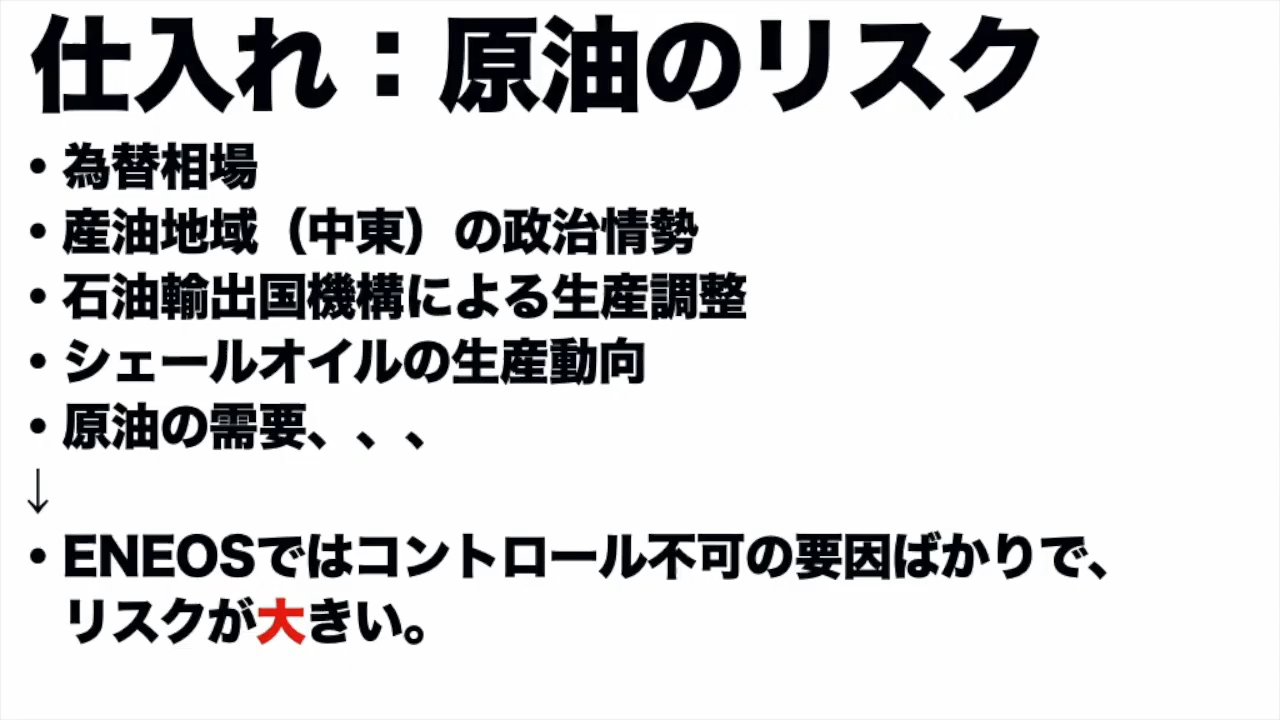 仕入れ：原油のリスク
・為替相場
・産油地域（中東）の政治情勢
・石油輸出国機構による生産調整
・シェールオイルの生産動向
・原油の需要、、、
↓
・ENEOSではコントロール不可の要因ばかりで、
リスクが大きい。